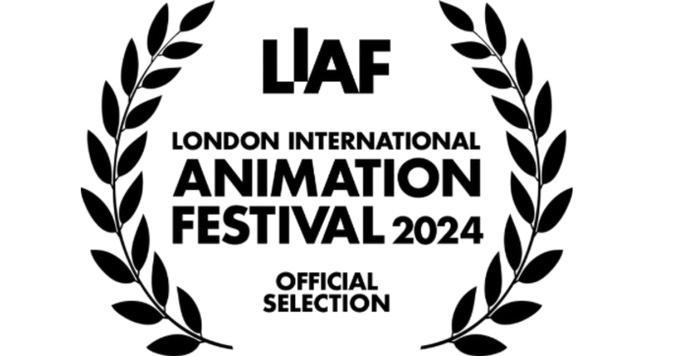 LIAF
LONDON INTERNATIONAL
ANIMATION
FESTIVAL 2024
OFFICIAL
SELECTION